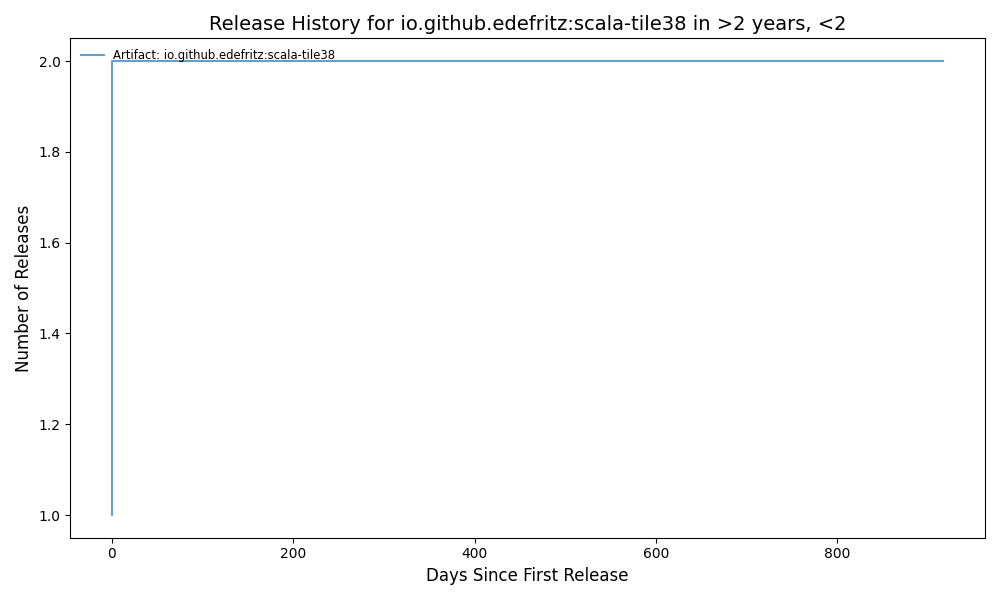 Release History for io.github.edefritz:scala-tile38 in >2 years, <2
Artifact: io.github.edefritz:scala-tile38
2.0
1.8
1.6
1.4
1.2
1.0
Number of Releases
0 200 400 600 800
Days Since First Release